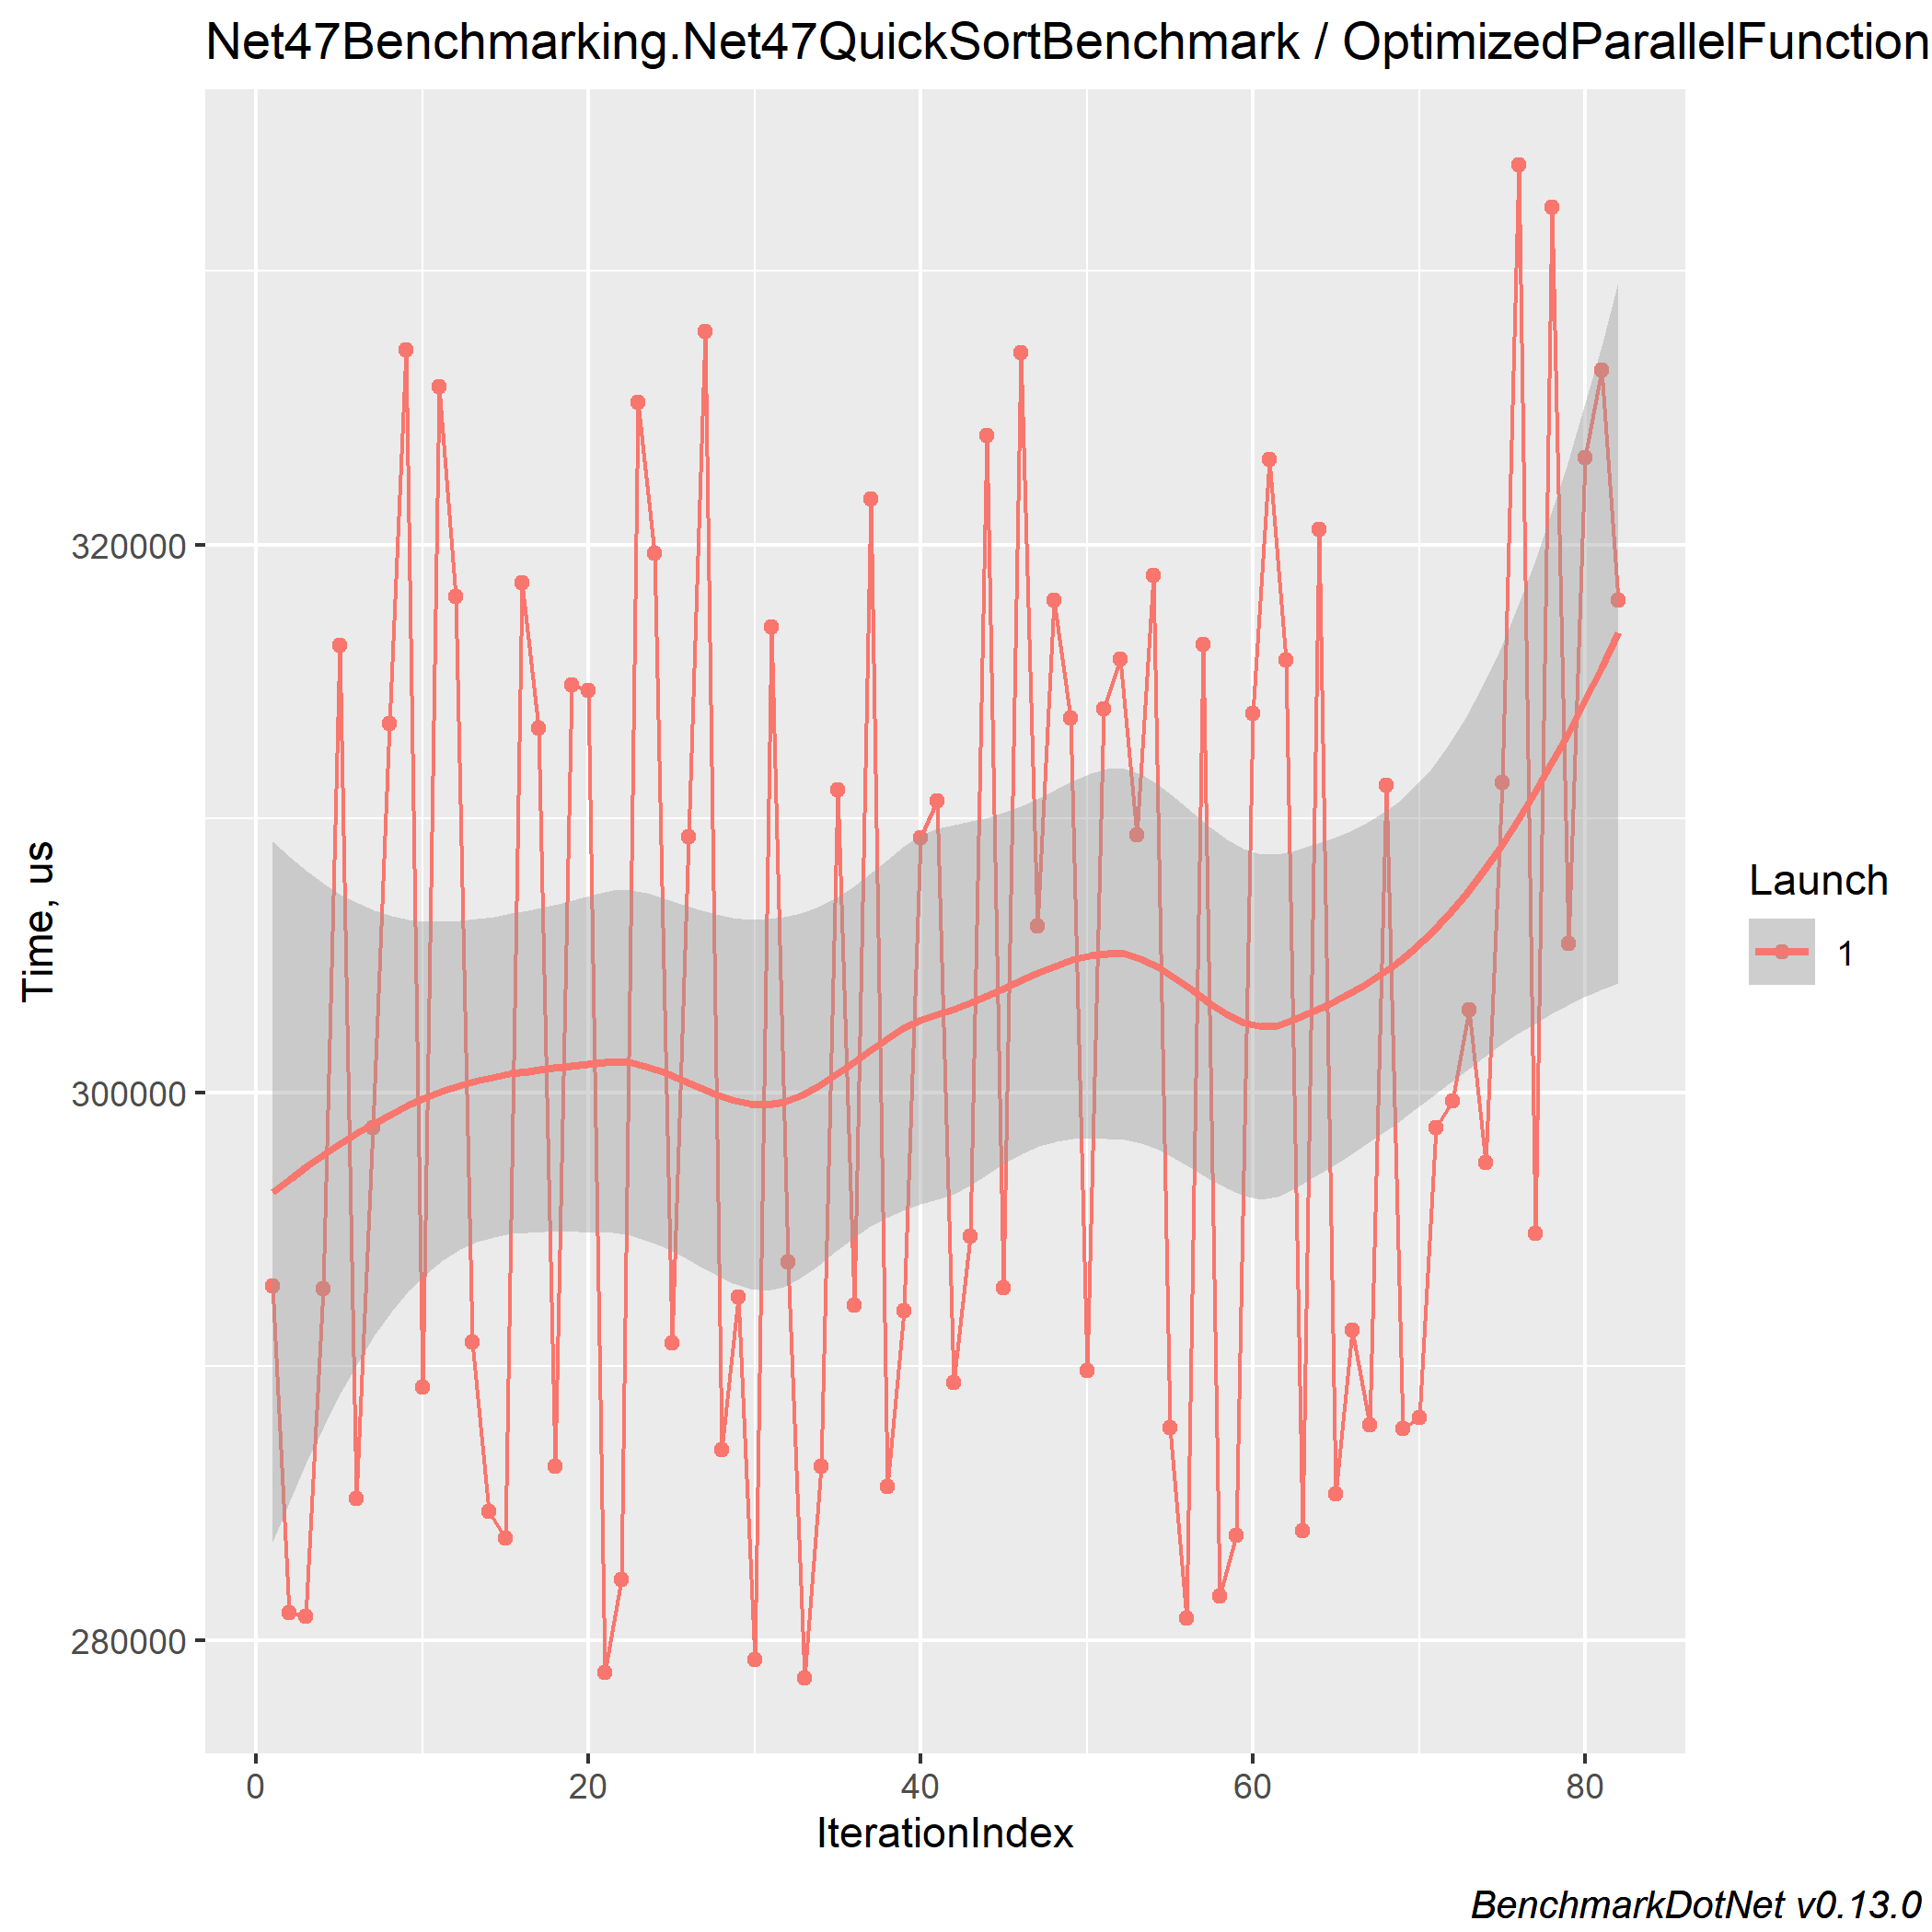 Net47Benchmarking.Net47QuickSortBenchmark / OptimizedParallelFunction
320000
300000
280000
Time, us
0 20 40 60 80
IterationIndex
Launch
1
BenchmarkDotNet v0.13.0